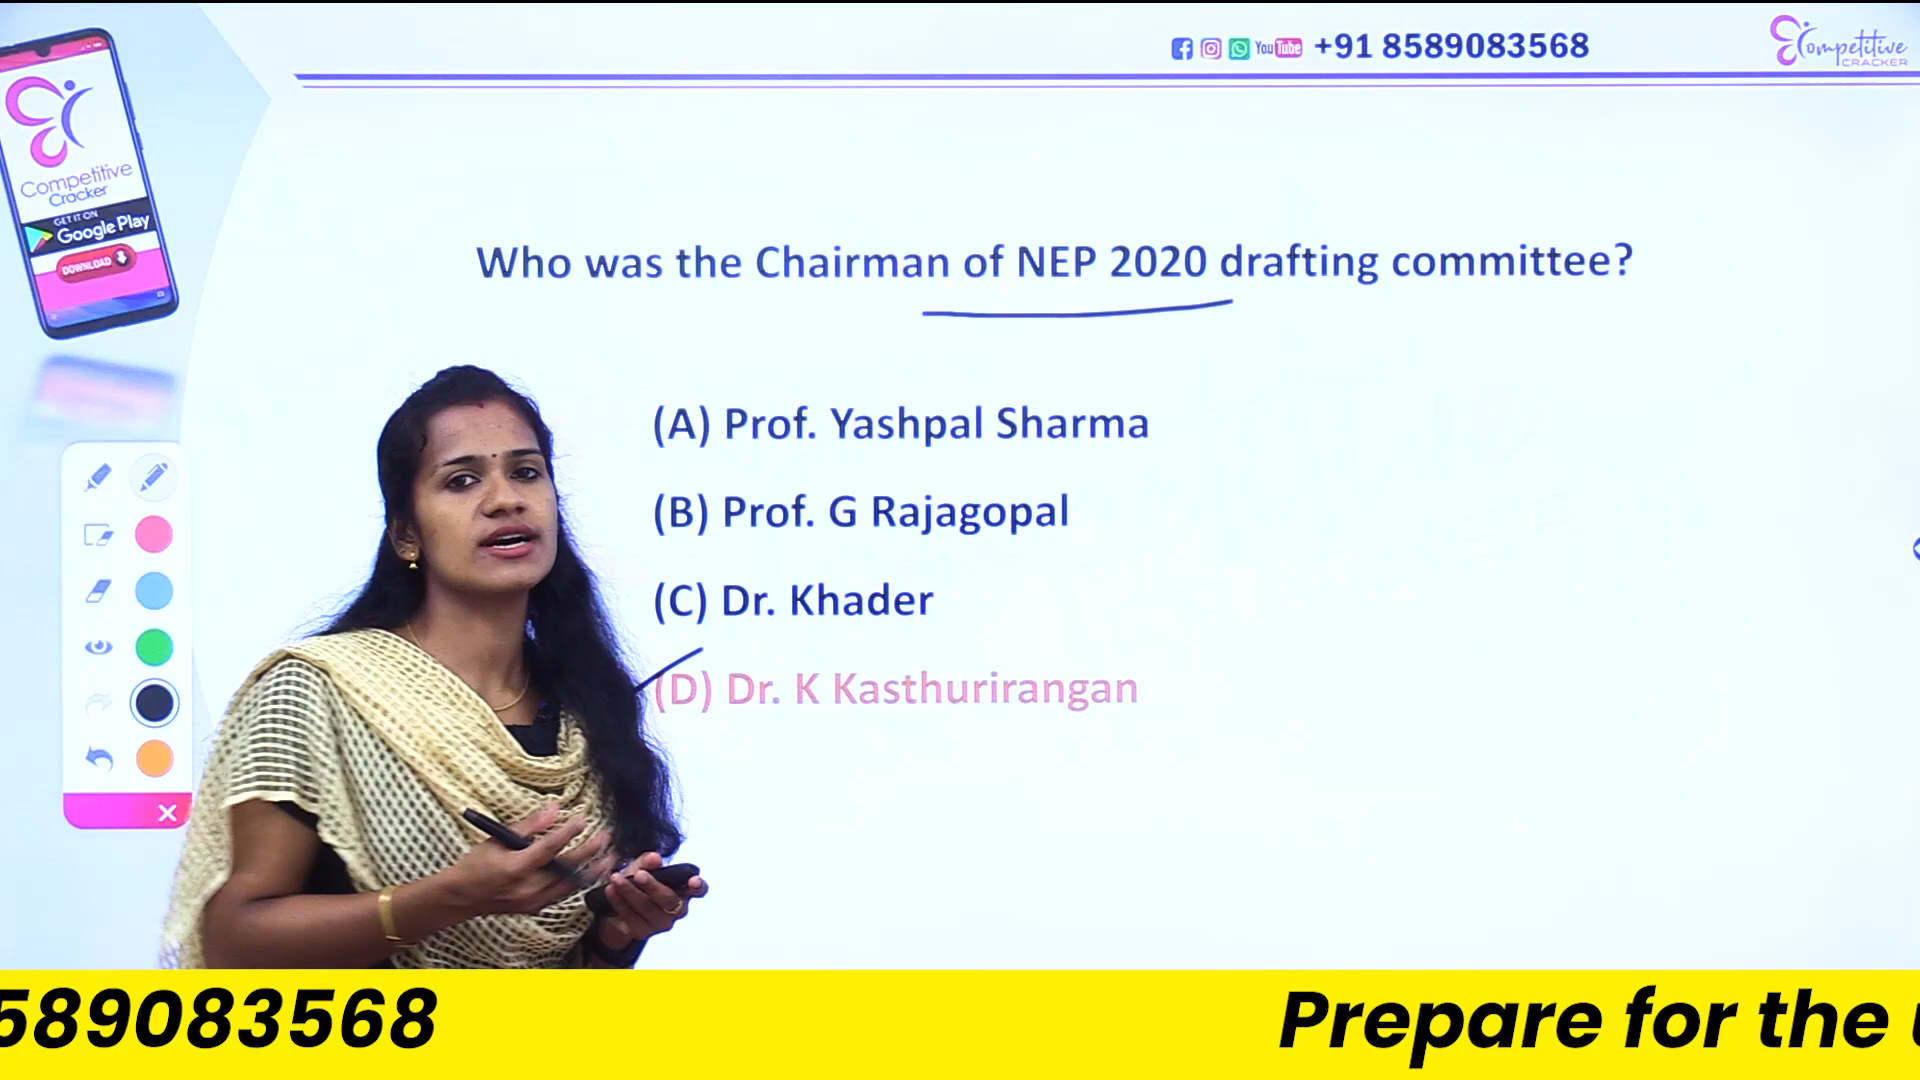 YouTube +91 8589083568
Competitive
CRACKER
Competitive
Cracker
GET IT ON
Google Play
DOWNLOAD
Who was the Chairman of NEP 2020 drafting committee?
(A) Prof. Yashpal Sharma
(B) Prof. G Rajagopal
(C) Dr. Khader
(D) Dr. K Kasthurirangan
589083568
Prepare for the u